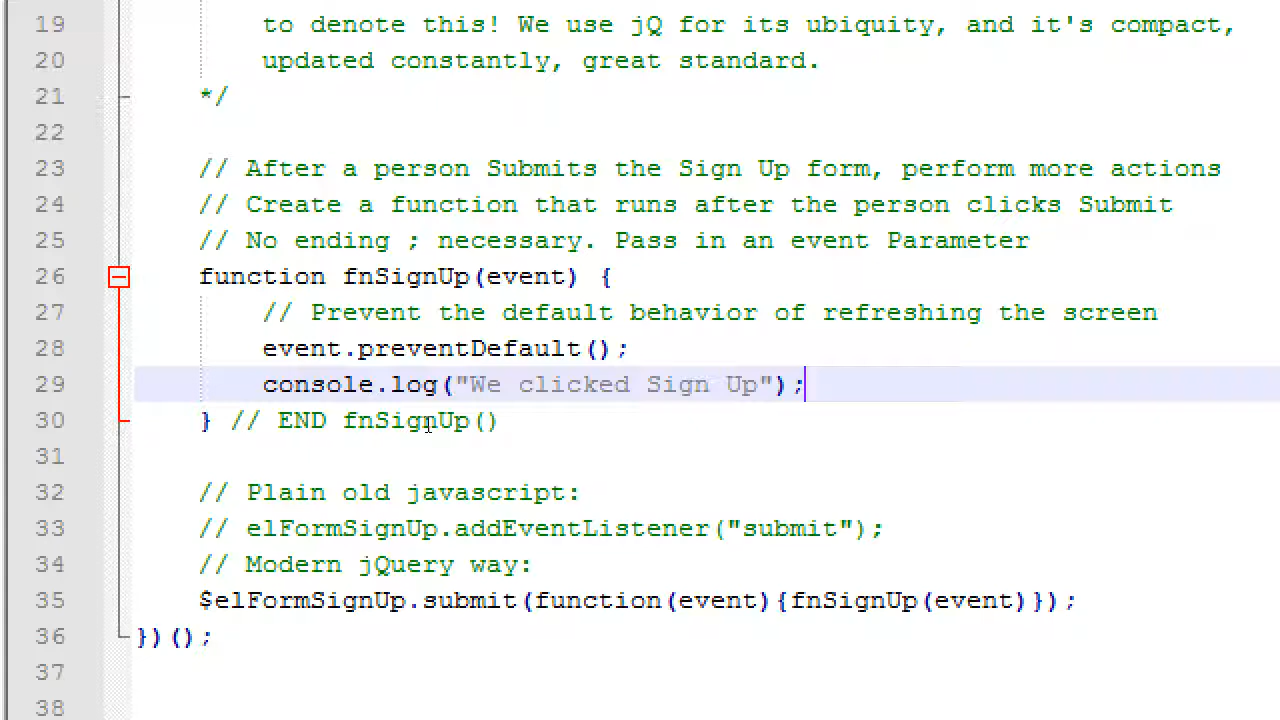 19 to denote this! We use jQ for its ubiquity, and it's compact,
20 updated constantly, great standard.
21 */
22
23 // After a person Submits the Sign Up form, perform more actions
24 // Create a function that runs after the person clicks Submit
25 // No ending ; necessary. Pass in an event Parameter
26 function fnSignUp(event) {
27 // Prevent the default behavior of refreshing the screen
28 event.preventDefault();
29 console.log("We clicked Sign Up");
30 } // END fnSignUp()
31
32 // Plain old javascript:
33 // elFormSignUp.addEventListener("submit");
34 // Modern jQuery way:
35 $elFormSignUp.submit(function(event){fnSignUp(event)});
36 })();
37
38